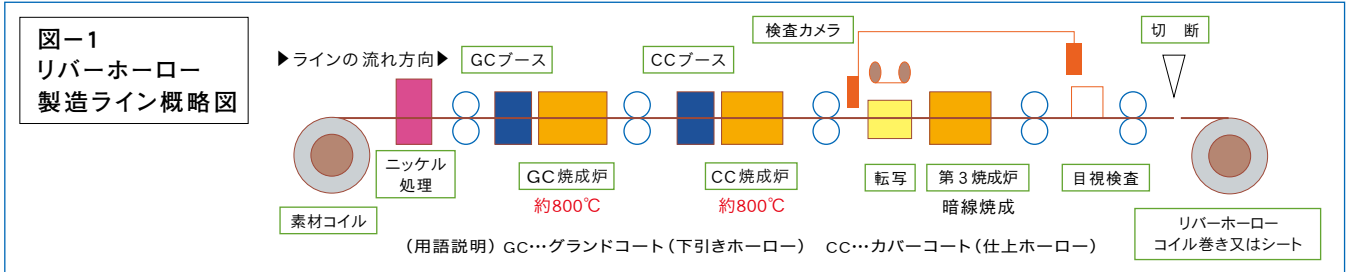 図ー1
リバーホーロー
製造ライン概略図
▶ラインの流れ方向▶
GCブース
CCブース
検査カメラ
切 断
ニッケル
処理
素材コイル
GC焼成炉
約800℃
CC焼成炉
約800℃
転写
第3焼成炉
暗線焼成
目視検査
リバーホーロー
コイル巻き又はシート
(用語説明) GC…グランドコート(下引きホーロー) CC…カバーコート(仕上ホーロー)